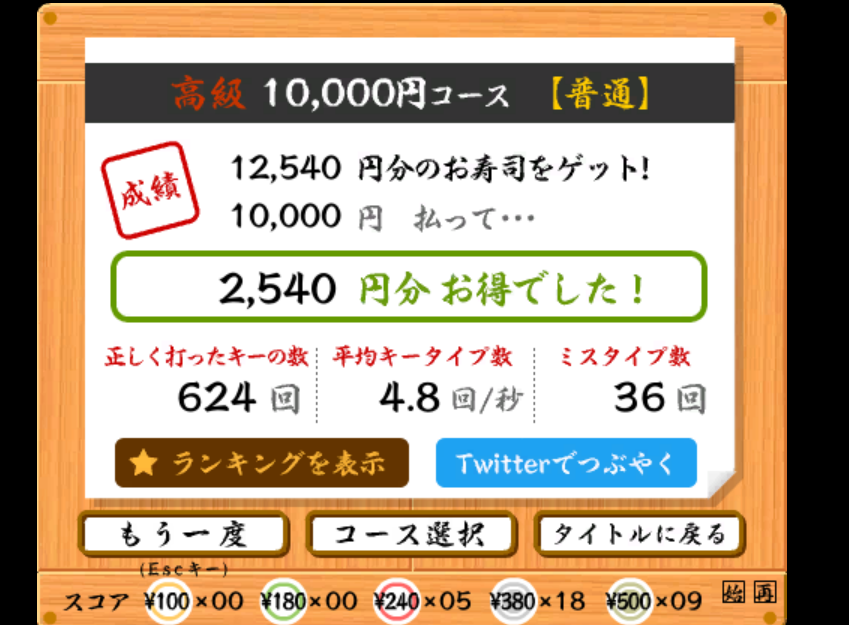 高級 10,000円コース 【普通】
成績
12,540 円分のお寿司をゲット!
10,000 円 払って…
2,540 円分 お得でした！
正しく打ったキーの数 平均キータイプ数 ミスタイプ数
624 回 4.8 回/秒 36 回
★ ランキングを表示 Twitterでつぶやく
もう一度 コース選択 タイトルに戻る
(Escキー)
スコア ¥100×00 ¥180×00 ¥240×05 ¥380×18 ¥500×09 始 再